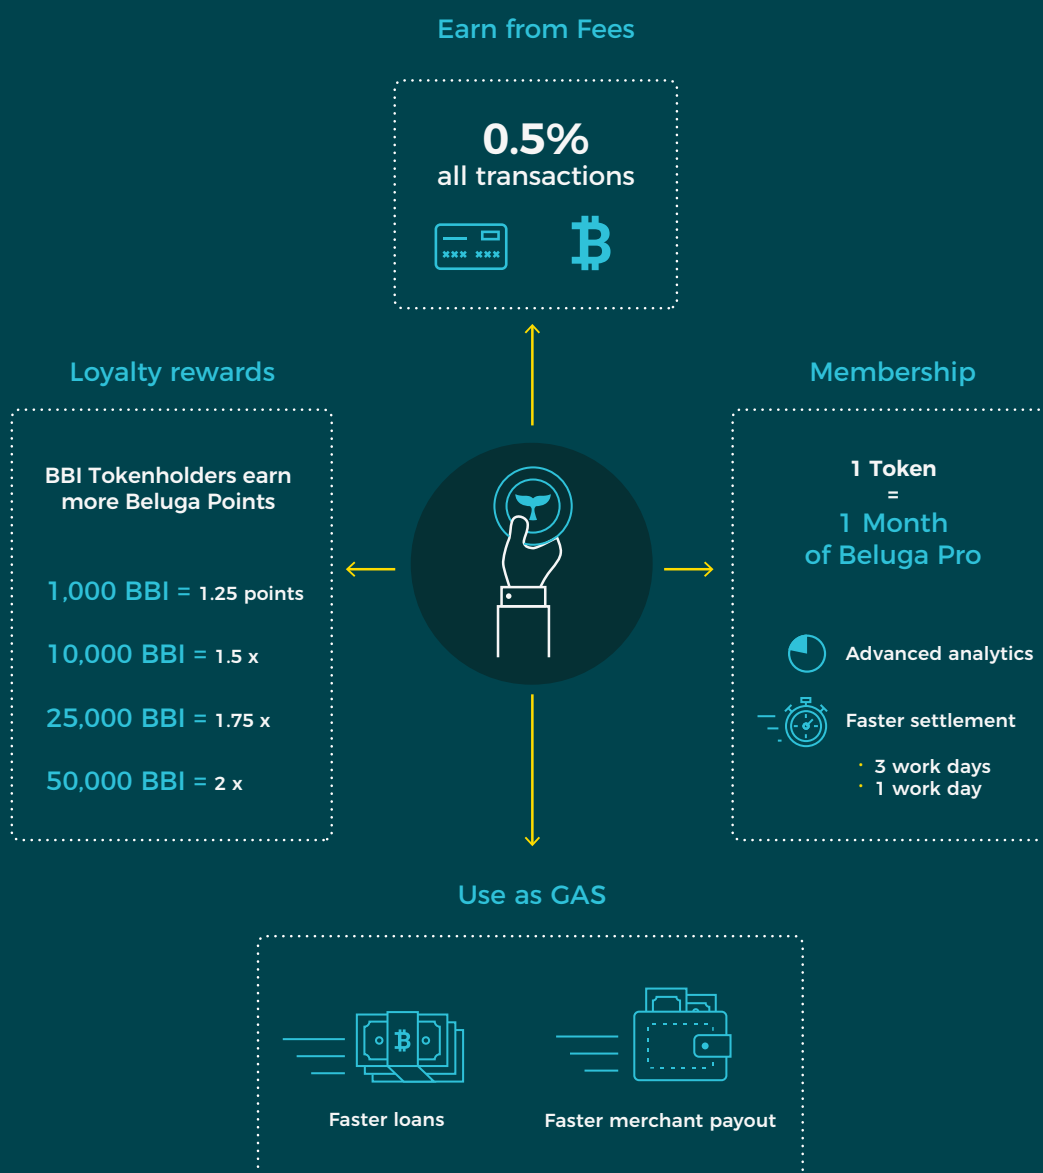 Earn from Fees
0.5%
all transactions
xxx xxx
Loyalty rewards
BBI Tokenholders earn
more Beluga Points
1,000 BBI = 1.25 points
10,000 BBI = 1.5 x
25,000 BBI = 1.75 x
50,000 BBI = 2 x
Membership
1 Token
=
1 Month
of Beluga Pro
Advanced analytics
Faster settlement
· 3 work days
· 1 work day
Use as GAS
Faster loans
Faster merchant payout